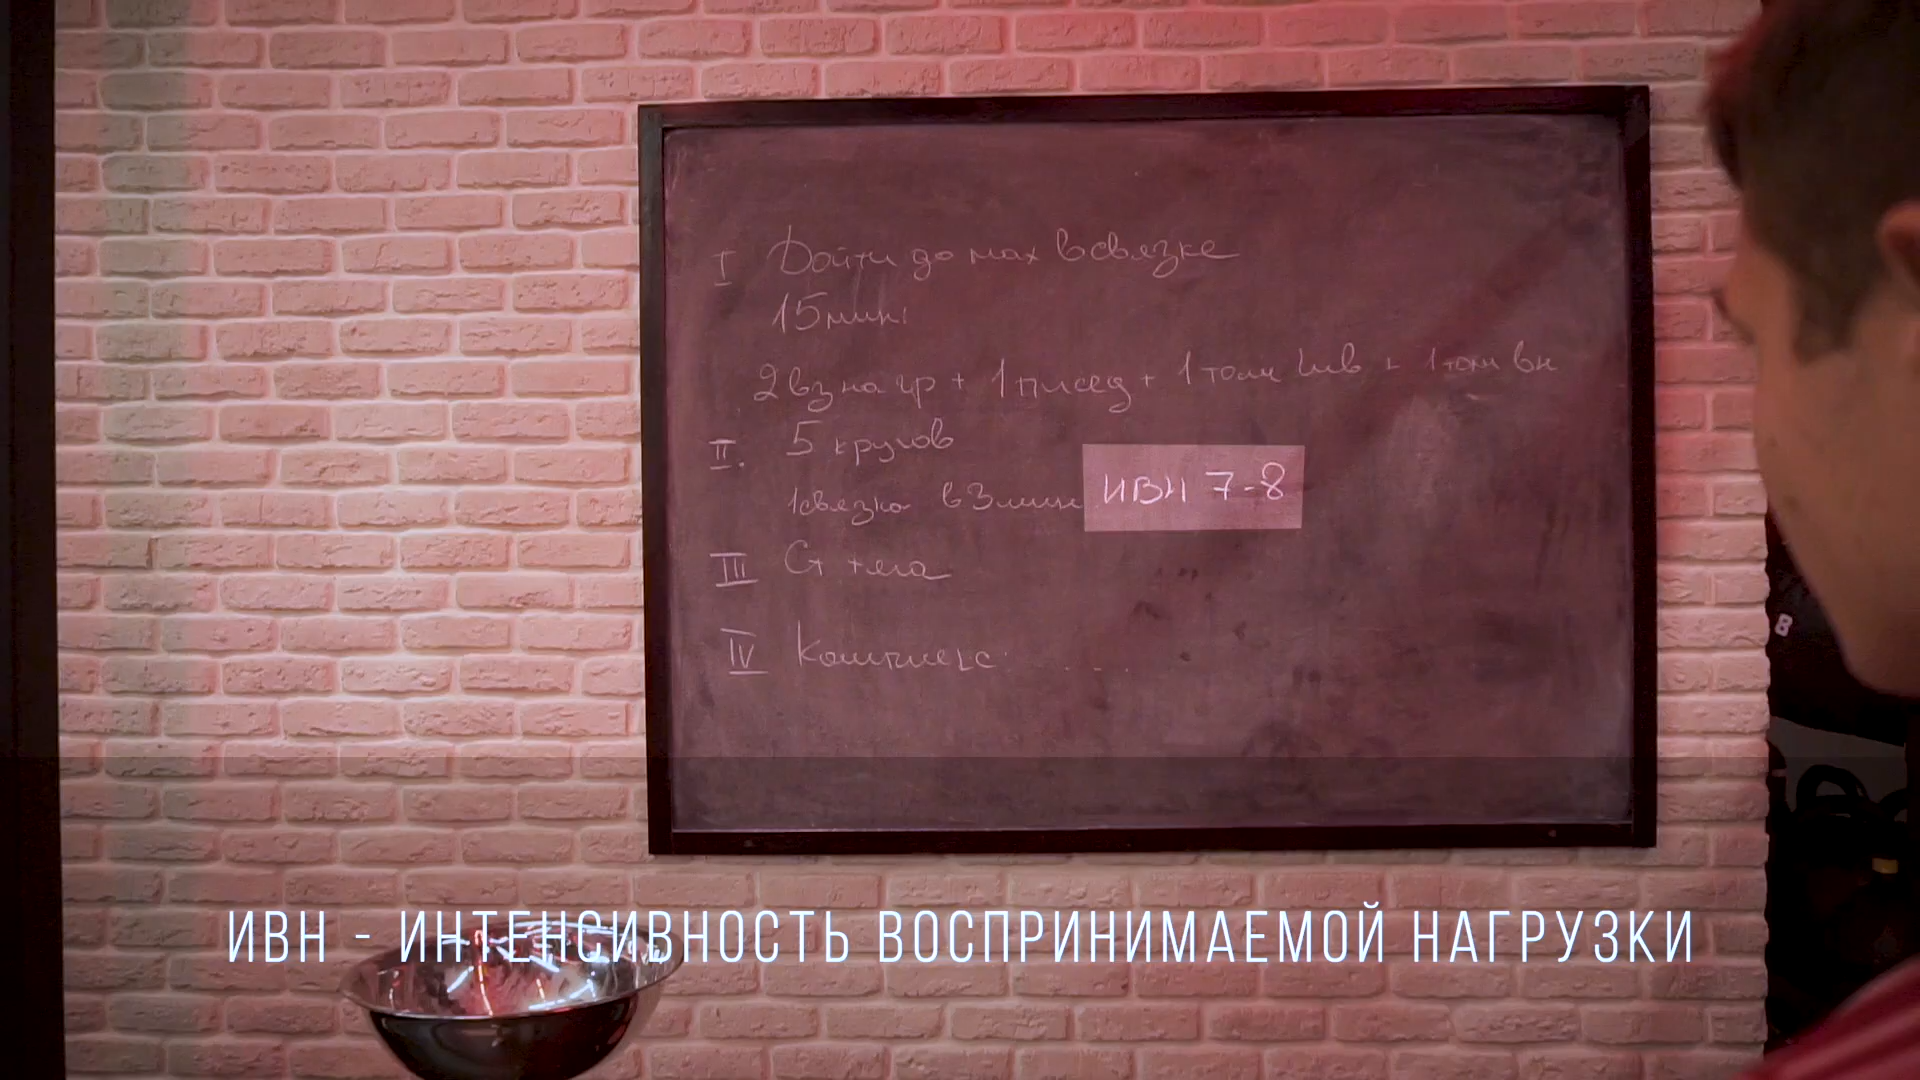 I Дойти до max в связке
15 мин.
2 вз на гр + 1 присед + 1 толч шв + 1 толч вн
II. 5 кругов
1 связка в 3 мин ИВН 7-8
III Ст тяга
IV Комплекс ....
B
ИВН - ИНТЕНСИВНОСТЬ ВОСПРИНИМАЕМОЙ НАГРУЗКИ